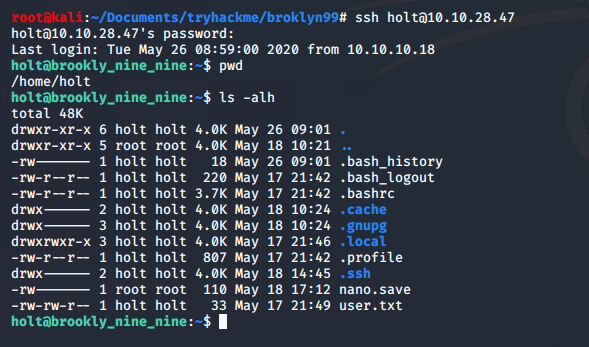 root@kali:~/Documents/tryhackme/broklyn99# ssh holt@10.10.28.47
holt@10.10.28.47's password:
Last login: Tue May 26 08:59:00 2020 from 10.10.10.18
holt@brookly_nine_nine:~$ pwd
/home/holt
holt@brookly_nine_nine:~$ ls -alh
total 48K
drwxr-xr-x 6 holt holt 4.0K May 26 09:01 .
drwxr-xr-x 5 root root 4.0K May 18 10:21 ..
-rw------- 1 holt holt   18 May 26 09:01 .bash_history
-rw-r--r-- 1 holt holt  220 May 17 21:42 .bash_logout
-rw-r--r-- 1 holt holt 3.7K May 17 21:42 .bashrc
drwx------ 2 holt holt 4.0K May 18 10:24 .cache
drwx------ 3 holt holt 4.0K May 18 10:24 .gnupg
drwxrwxr-x 3 holt holt 4.0K May 17 21:46 .local
-rw-r--r-- 1 holt holt  807 May 17 21:42 .profile
drwx------ 2 holt holt 4.0K May 18 14:45 .ssh
-rw------- 1 root root  110 May 18 17:12 nano.save
-rw-rw-r-- 1 holt holt   33 May 17 21:49 user.txt
holt@brookly_nine_nine:~$